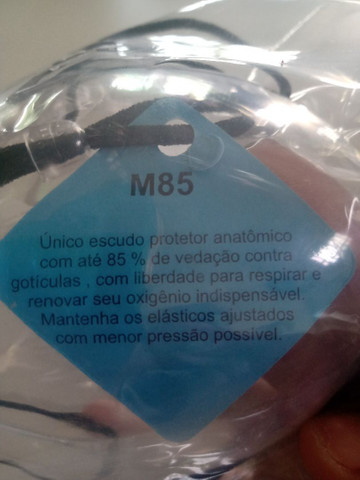 M85
Único escudo protetor anatômico
com até 85 % de vedação contra
gotículas , com liberdade para respirar e
renovar seu oxigênio indispensável.
Mantenha os elásticos ajustados
com menor pressão possível.